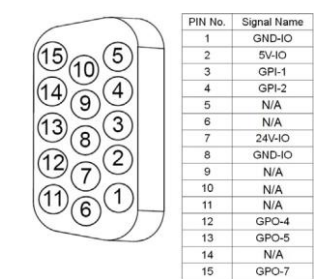 PIN No. Signal Name
1 GND-IO
2 5V-IO
3 GPI-1
4 GPI-2
5 N/A
6 N/A
7 24V-IO
8 GND-IO
9 N/A
10 N/A
11 N/A
12 GPO-4
13 GPO-5
14 N/A
15 GPO-7
15 10 5
14 9 4
13 8 3
12 7 2
11 6 1